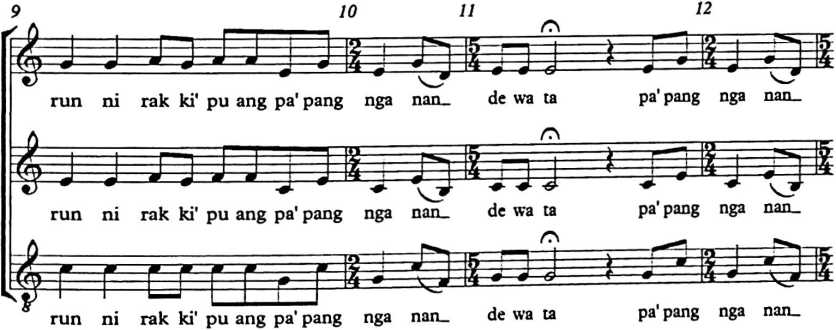 9 10 11 12
run ni rak ki' pu ang pa' pang nga nan_ de wa ta pa' pang nga nan_
run ni rak ki' pu ang pa' pang nga nan_ de wa ta pa' pang nga nan_
8
run ni rak ki' pu ang pa' pang nga nan_ de wa ta pa' pang nga nan_